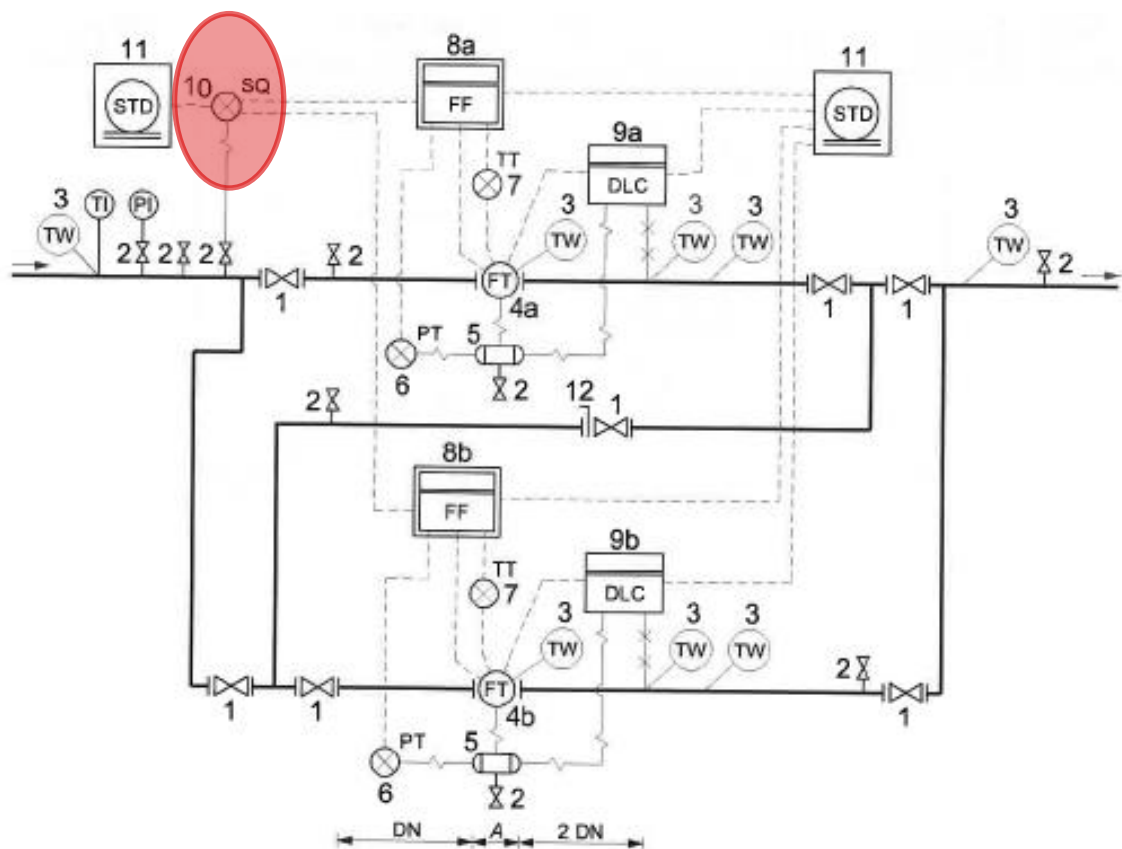 11
8a
11
10
SQ
STD
FF
STD
9a
TT
DLC
7
3
TI
PI
3
3
3
3
TW
2
2
2
2
TW
TW
TW
TW
2
FT
1
4a
1
1
PT
5
6
2
2
12
1
8b
FF
9b
TT
DLC
7
3
3
3
TW
TW
TW
2
FT
1
1
4b
1
PT
5
6
2
DN
A
2 DN